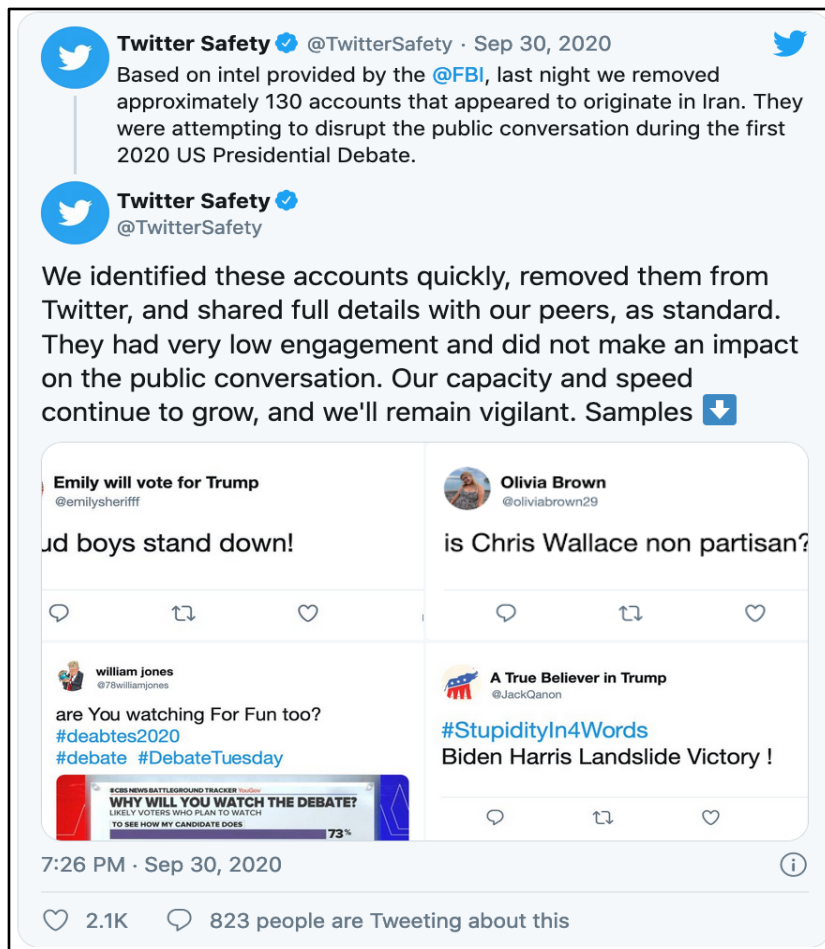 Twitter Safety @TwitterSafety · Sep 30, 2020
Based on intel provided by the @FBI, last night we removed
approximately 130 accounts that appeared to originate in Iran. They
were attempting to disrupt the public conversation during the first
2020 US Presidential Debate.
Twitter Safety
@TwitterSafety
We identified these accounts quickly, removed them from
Twitter, and shared full details with our peers, as standard.
They had very low engagement and did not make an impact
on the public conversation. Our capacity and speed
continue to grow, and we'll remain vigilant. Samples ⬇️
Emily will vote for Trump
@emilysherifff
ud boys stand down!
Olivia Brown
@oliviabrown29
is Chris Wallace non partisan?
william jones
@78williamjones
are You watching For Fun too?
#deabtes2020
#debate #DebateTuesday
CBS NEWS BATTLEGROUND TRACKER YouGov
WHY WILL YOU WATCH THE DEBATE?
LIKELY VOTERS WHO PLAN TO WATCH
TO SEE HOW MY CANDIDATE DOES
73%
A True Believer in Trump
@JackQanon
#StupidityIn4Words
Biden Harris Landslide Victory !
7:26 PM · Sep 30, 2020
2.1K 823 people are Tweeting about this